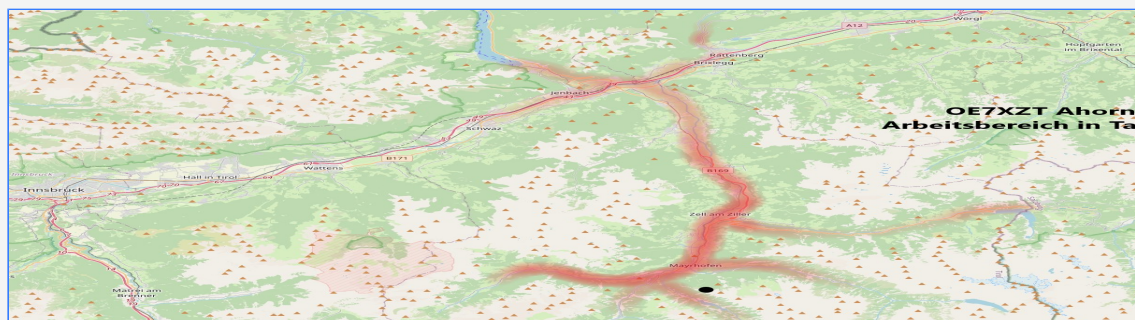 Wörgl
A12
Rattenberg
Brixlegg
Hopfgarten
im Brixental
Jenbach
OE7XZT Ahorn
Arbeitsbereich in Ta
Schwaz
B171
Wattens
Hall in Tirol
B169
Innsbruck
Zell am Ziller
Mayrhofen
Matrei am
Brenner